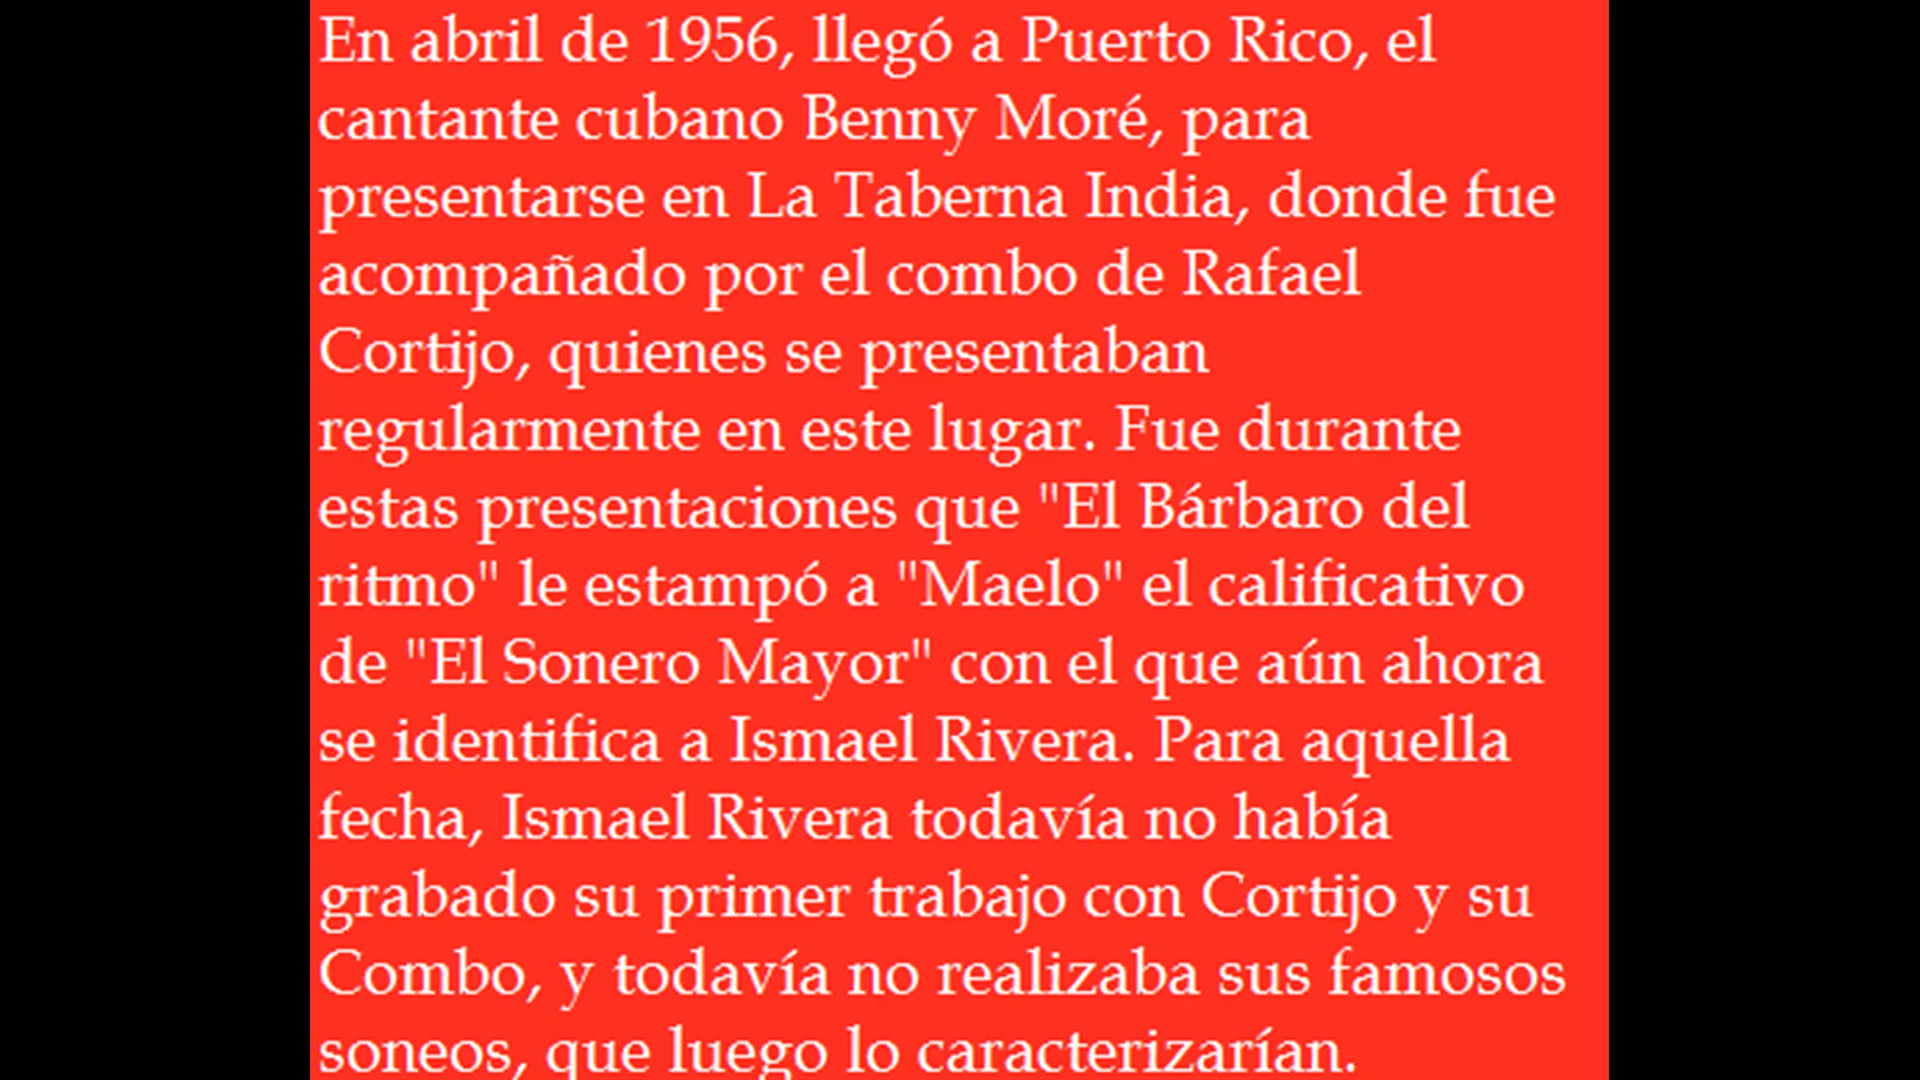 En abril de 1956, llegó a Puerto Rico, el
cantante cubano Benny Moré, para
presentarse en La Taberna India, donde fue
acompañado por el combo de Rafael
Cortijo, quienes se presentaban
regularmente en este lugar. Fue durante
estas presentaciones que "El Bárbaro del
ritmo" le estampó a "Maelo" el calificativo
de "El Sonero Mayor" con el que aún ahora
se identifica a Ismael Rivera. Para aquella
fecha, Ismael Rivera todavía no había
grabado su primer trabajo con Cortijo y su
Combo, y todavía no realizaba sus famosos
soneos, que luego lo caracterizarían.